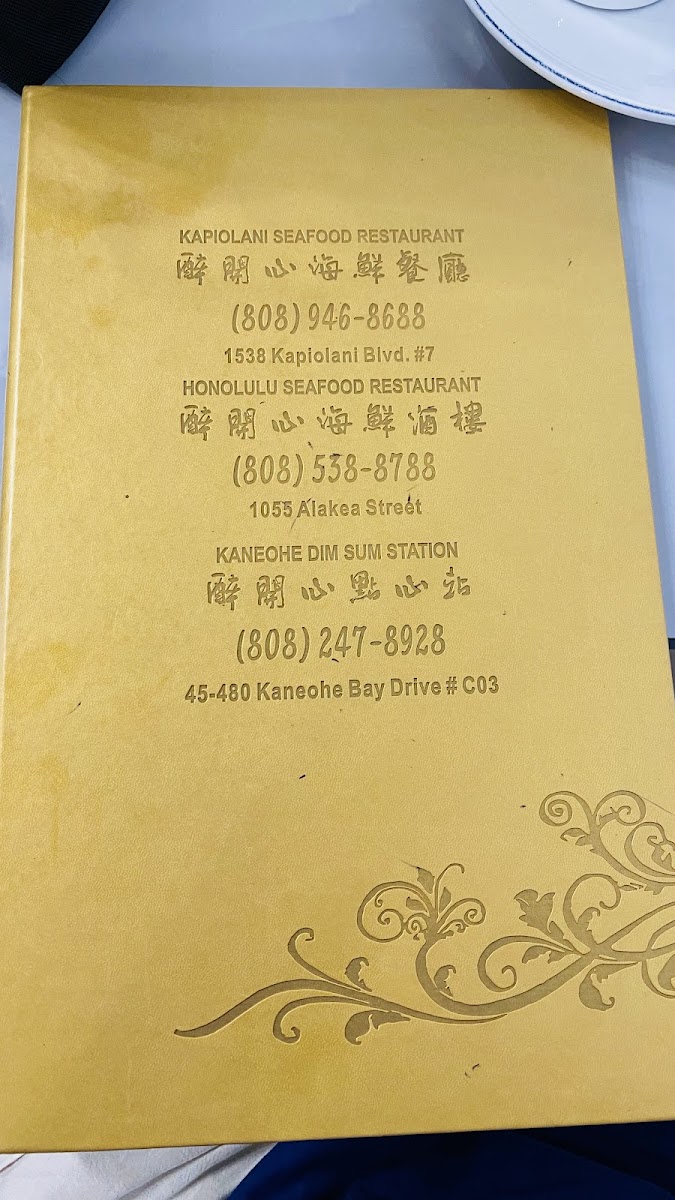 KAPIOLANI SEAFOOD RESTAURANT
醉開心海鮮餐廳
(808) 946-8688
1538 Kapiolani Blvd. #7
HONOLULU SEAFOOD RESTAURANT
醉開心海鮮酒樓
(808) 538-8788
1055 Alakea Street
KANEOHE DIM SUM STATION
醉開心點心站
(808) 247-8928
45-480 Kaneohe Bay Drive # C03